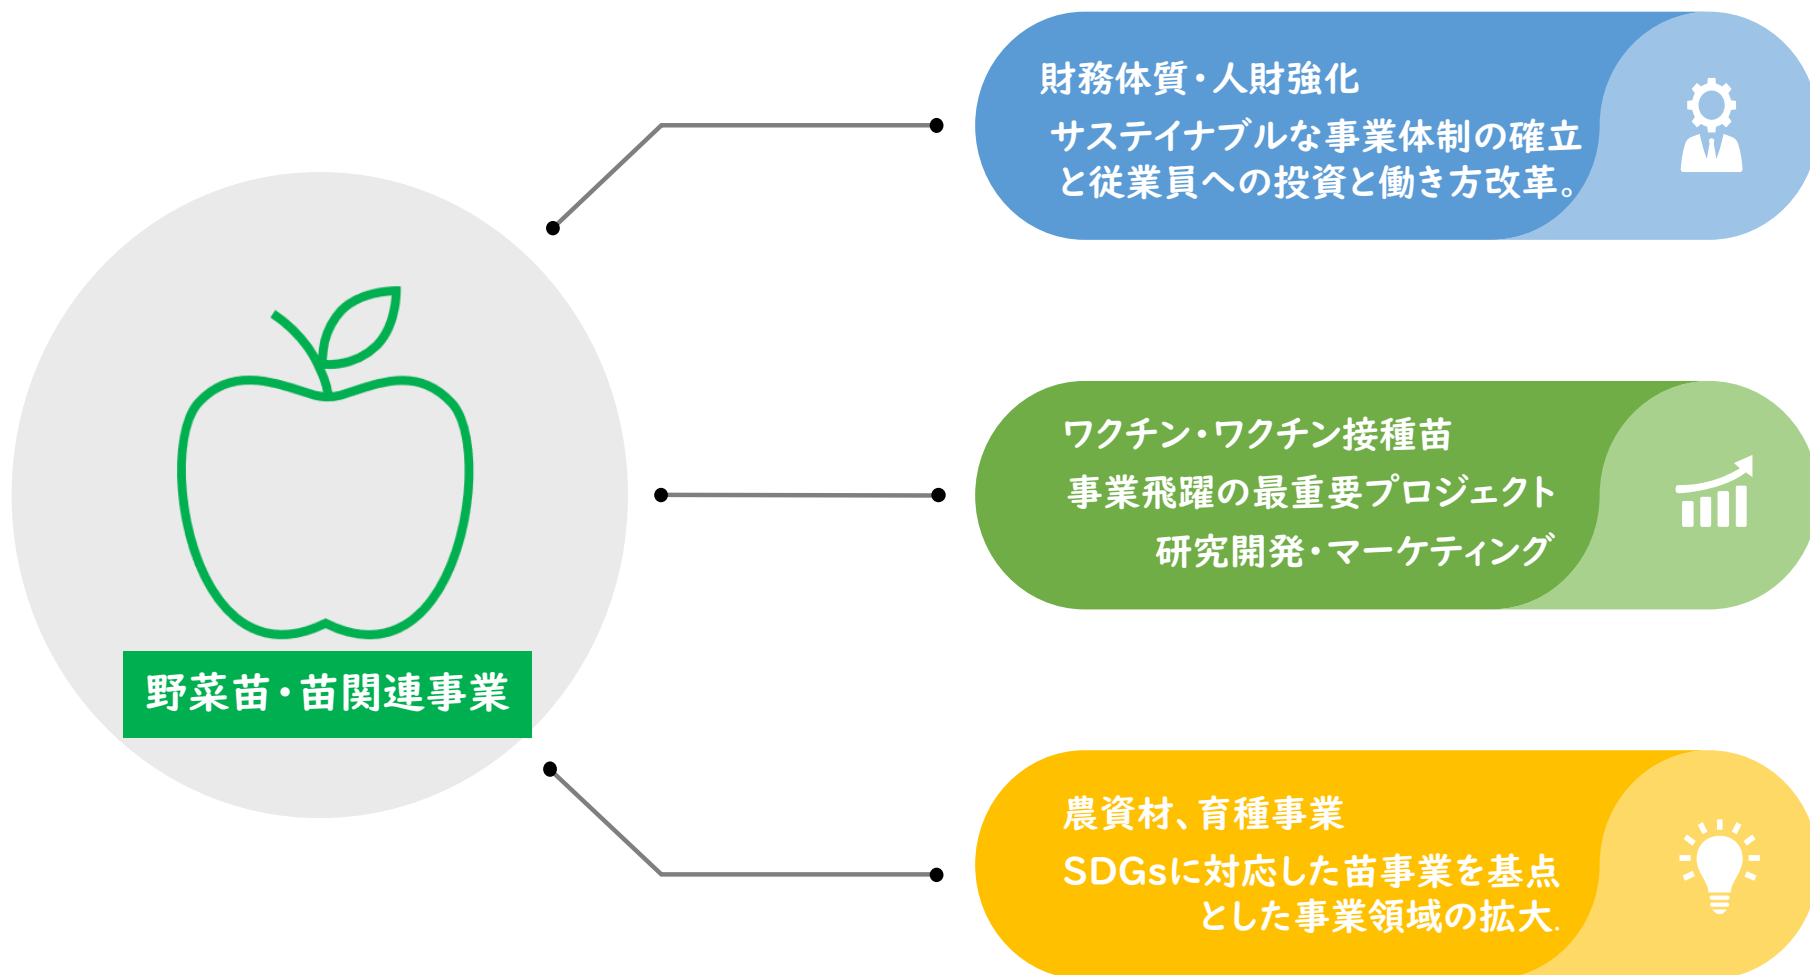 野菜苗・苗関連事業
財務体質・人財強化
サステイナブルな事業体制の確立
と従業員への投資と働き方改革。
ワクチン・ワクチン接種苗
事業飛躍の最重要プロジェクト
研究開発・マーケティング
農資材、育種事業
SDGsに対応した苗事業を基点
とした事業領域の拡大.